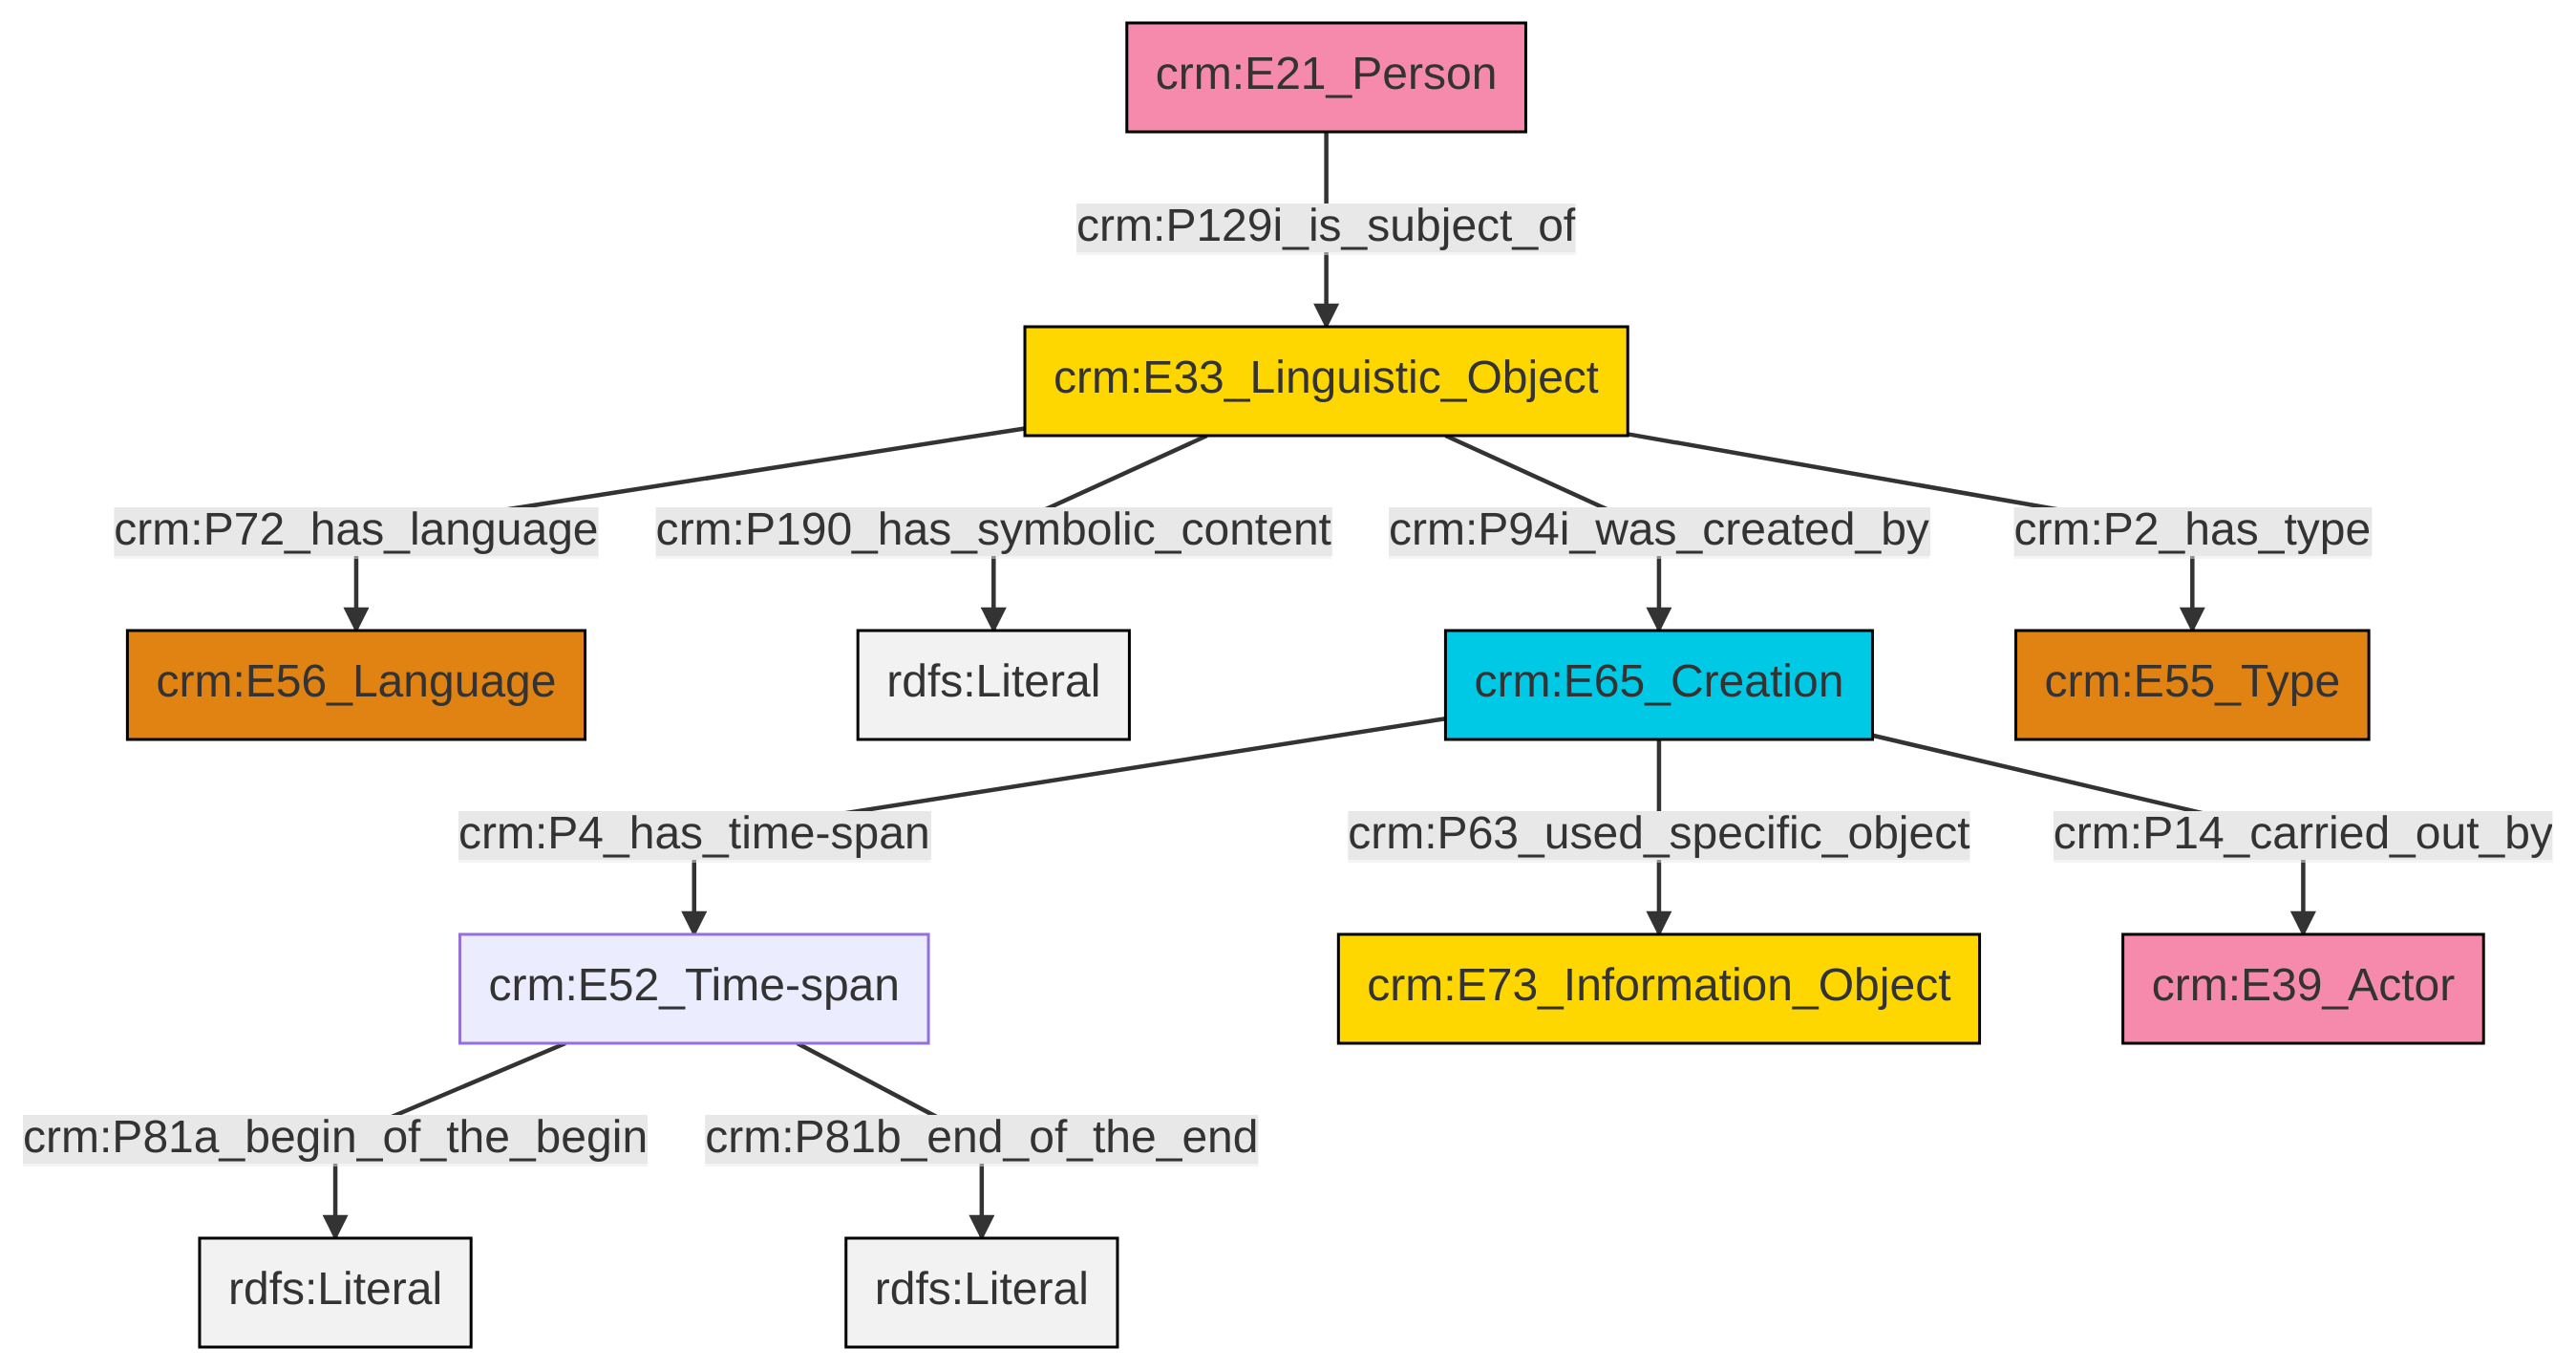 crm:E21_Person
crm:P129i_is_subject_of
crm:E33_Linguistic_Object
crm:P72_has_language
crm:P190_has_symbolic_content
crm:P94i_was_created_by
crm:P2_has_type
crm:E56_Language
rdfs:Literal
crm:E65_Creation
crm:E55_Type
crm:P4_has_time-span
crm:P63_used_specific_object
crm:P14_carried_out_by
crm:E52_Time-span
crm:E73_Information_Object
crm:E39_Actor
crm:P81a_begin_of_the_begin
crm:P81b_end_of_the_end
rdfs:Literal
rdfs:Literal